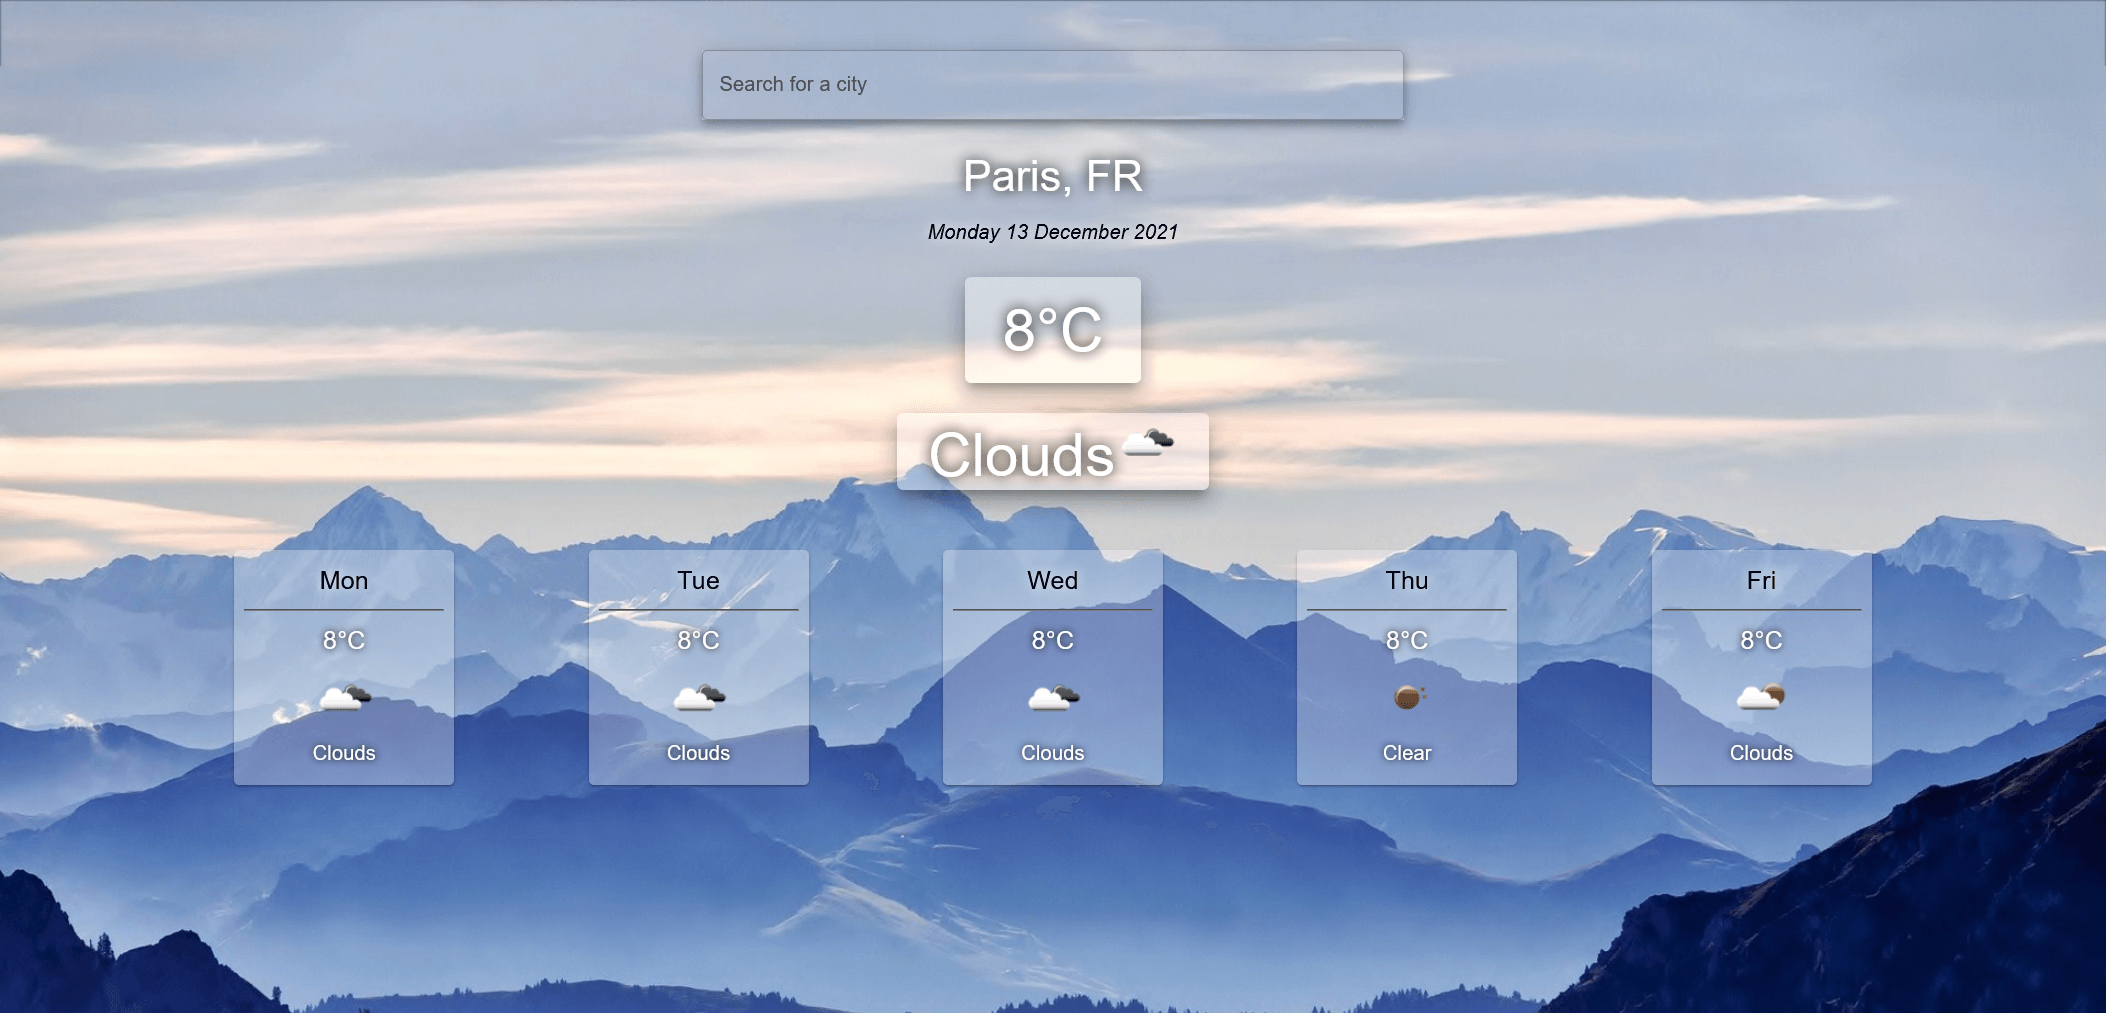 Search for a city
Paris, FR
Monday 13 December 2021
8°C
Clouds
Mon
8°C
Clouds
Tue
8°C
Clouds
Wed
8°C
Clouds
Thu
8°C
Clear
Fri
8°C
Clouds